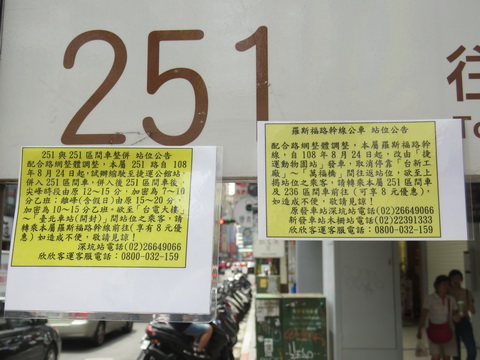 251
往
To
251與251區間車整併 站位公告
配合路網整體調整，本屬251路自108
年8月24日起，試辦縮駛至捷運公館站，
併入251區間車，併入後251區間車後，
尖峰時段由原12~15分，加密為7~10
分乙班；離峰(含假日)由原15~20分，
加密為10~15分乙班，欲至「台電大樓」
~「臺北車站(開封)」間站位之乘客，請
轉乘本屬羅斯福路幹線前往(享有8元優
惠)如造成不便，敬請見諒！
深坑站電話(02)26649066
欣欣客運客服電話：0800-032-159
羅斯福路幹線公車 站位公告
配合路網整體調整，本屬羅斯福路幹
線，自108年8月24日起，改由「捷
運動物園站」發車，取消停靠「台新工
廠」~「萬福橋」間往返站位，欲至上
揭站位之乘客，請轉乘本屬251區間車
及236區間車前往(可享8元優惠)，
如造成不便，敬請見諒！
原發車站深坑站電話(02)26649066
新發車站木柵站電話(02)22391333
欣欣客運客服電話：0800-032-159